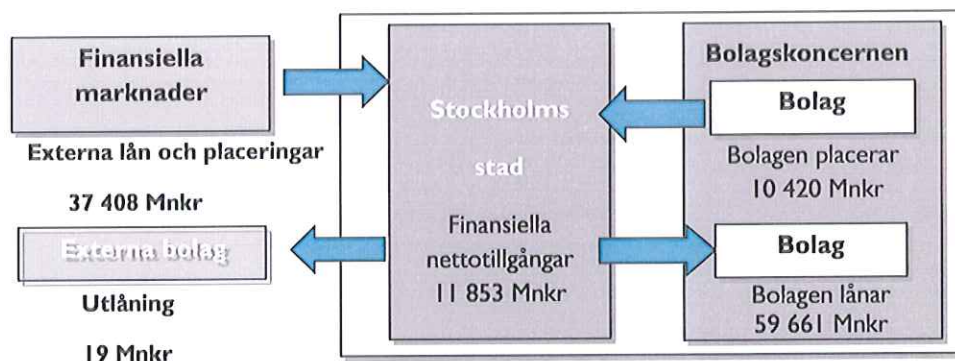 Finansiella
marknader
Externa lån och placeringar
37 408 Mnkr
Externa bolag
Utlåning
19 Mnkr
Stockholms
stad
Finansiella
nettotillgångar
11 853 Mnkr
Bolagskoncernen
Bolag
Bolagen placerar
10 420 Mnkr
Bolag
Bolagen lånar
59 661 Mnkr